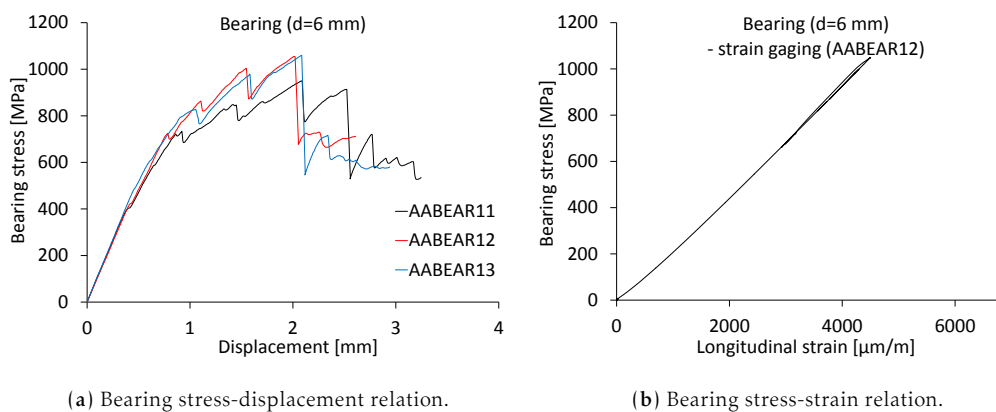 Bearing (d=6 mm)
1200
1000
800
600
400
200
0
Bearing stress [MPa]
AABEAR11
AABEAR12
AABEAR13
0 1 2 3 4
Displacement [mm]
(a) Bearing stress-displacement relation.
Bearing (d=6 mm)
- strain gaging (AABEAR12)
1200
1000
800
600
400
200
0
Bearing stress [MPa]
0 2000 4000 6000
Longitudinal strain [µm/m]
(b) Bearing stress-strain relation.